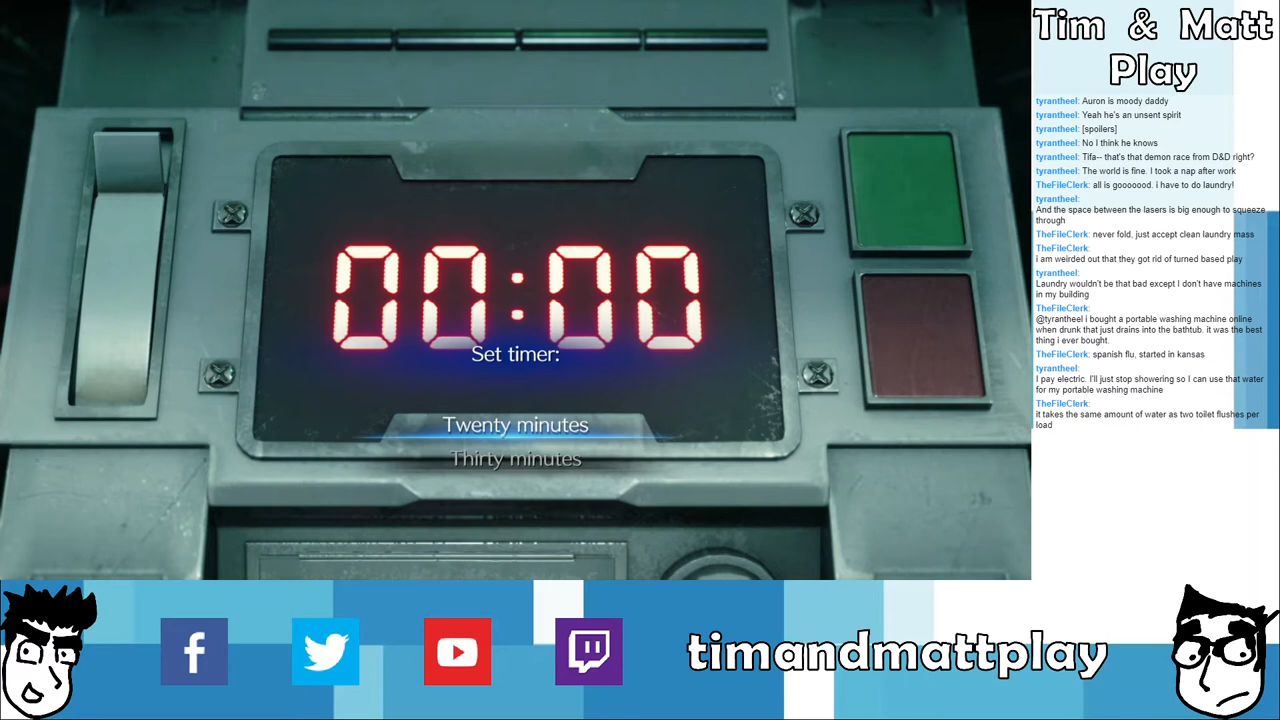 Tim & Matt
Play
tyrantheel: Auron is moody daddy
tyrantheel: Yeah he's an unsent spirit
tyrantheel: [spoilers]
tyrantheel: No I think he knows
tyrantheel: Tifa-- that's that demon race from D&D right?
tyrantheel: The world is fine. I took a nap after work
TheFileClerk: all is gooooood. i have to do laundry!
tyrantheel:
And the space between the lasers is big enough to squeeze
through
TheFileClerk: never fold, just accept clean laundry mass
TheFileClerk:
i am weirded out that they got rid of turned based play
tyrantheel:
Laundry wouldn't be that bad except I don't have machines
in my building
TheFileClerk:
@tyrantheel i bought a portable washing machine online
when drunk that just drains into the bathtub. it was the best
thing i ever bought.
TheFileClerk: spanish flu, started in kansas
tyrantheel:
I pay electric. I'll just stop showering so I can use that water
for my portable washing machine
TheFileClerk:
it takes the same amount of water as two toilet flushes per
load
00:00
Set timer:
Twenty minutes
Thirty minutes
f
timandmattplay